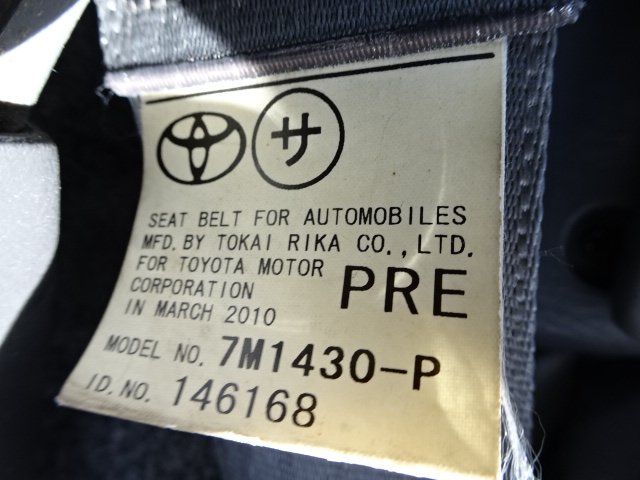 サ
SEAT BELT FOR AUTOMOBILES
MFD. BY TOKAI RIKA CO., LTD.
FOR TOYOTA MOTOR
CORPORATION
PRE
IN MARCH 2010
MODEL NO. 7M1430-P
ID. NO. 146168